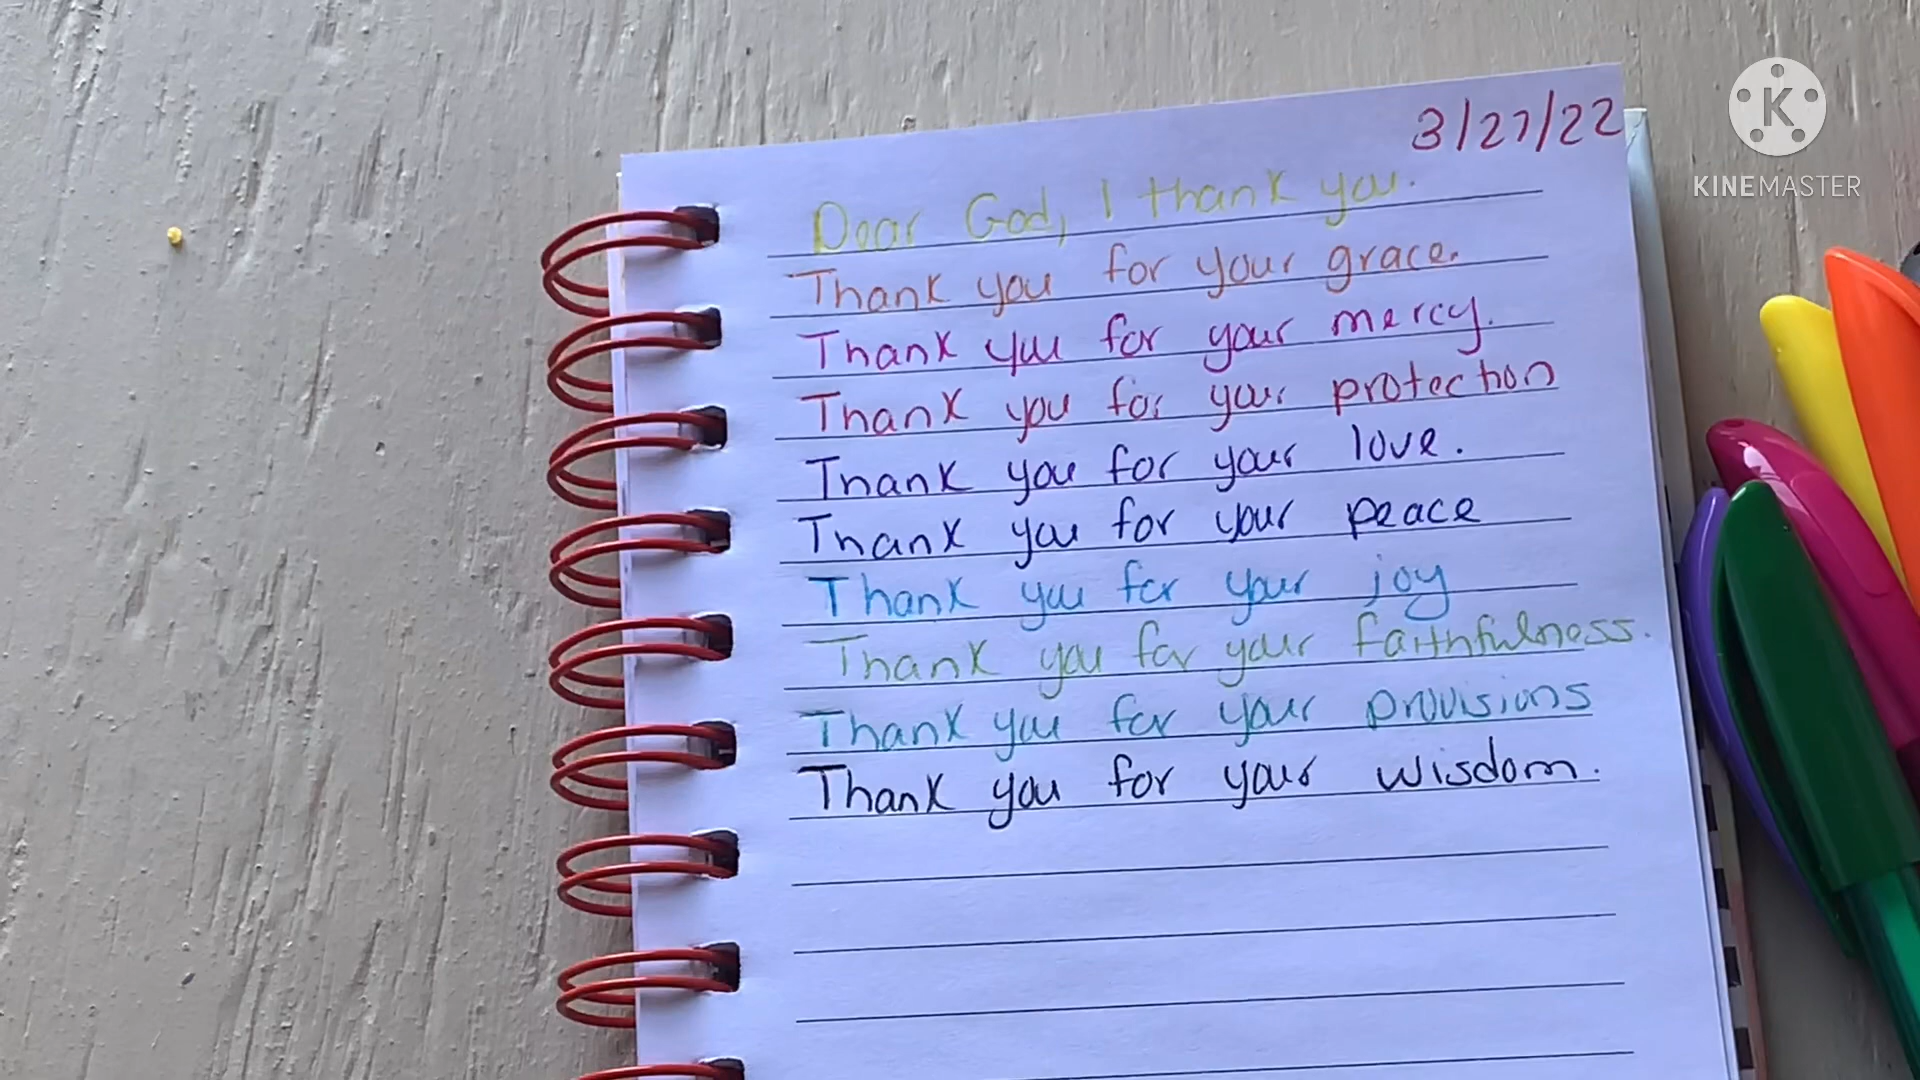 3/27/22
KINEMASTER
Dear God, I thank you.
Thank you for your grace.
Thank you for your mercy.
Thank you for your protection
Thank you for your love.
Thank you for your peace
Thank you for your joy
Thank you for your faithfulness.
Thank you for your provisions
Thank you for your wisdom.